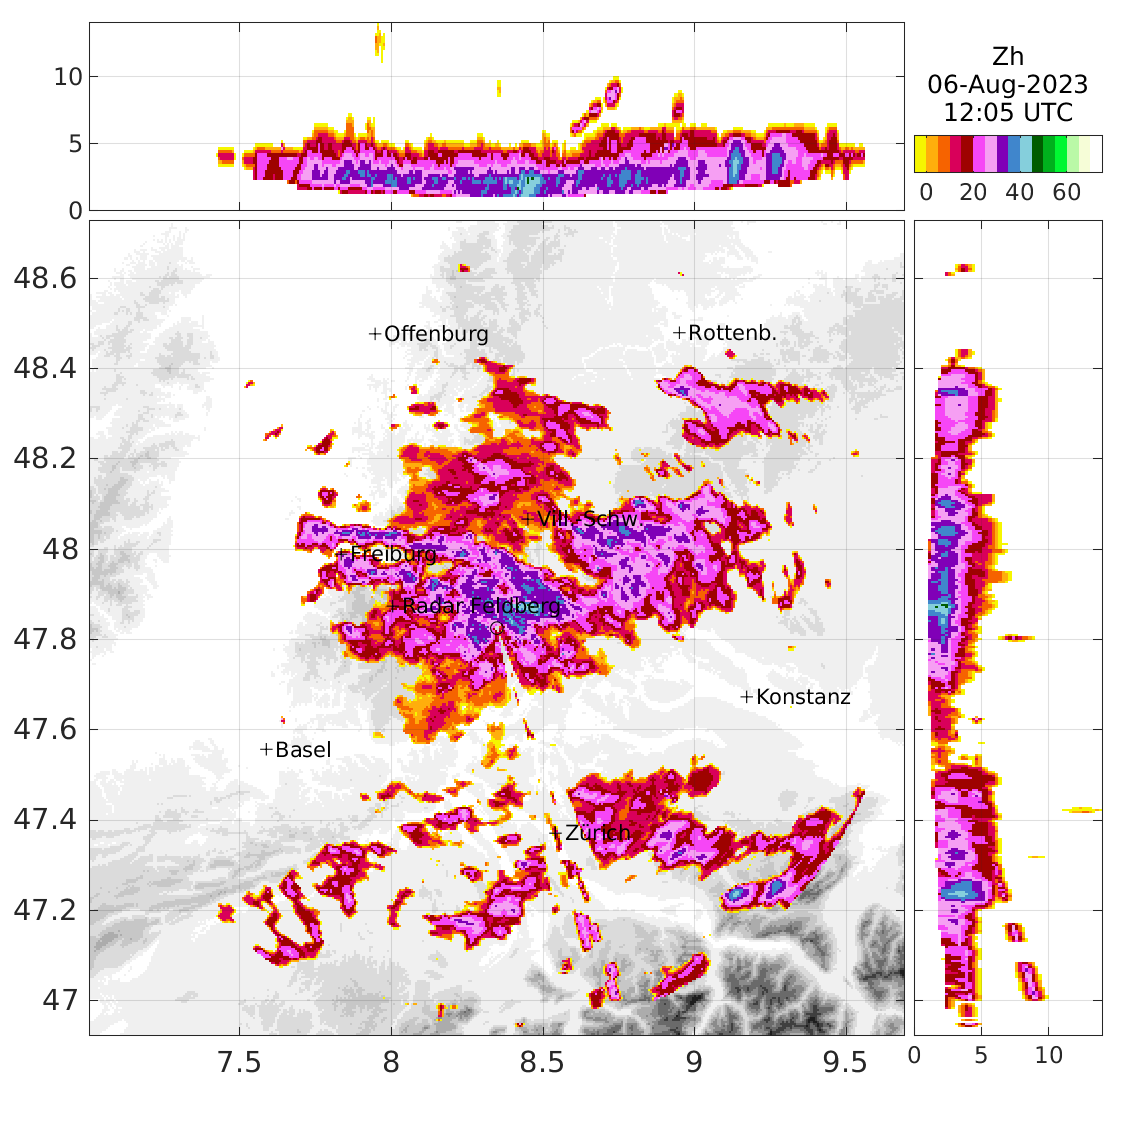 10
5
0
Zh
06-Aug-2023
12:05 UTC
0 20 40 60
48.6
48.4
48.2
48
47.8
47.6
47.4
47.2
47
+Offenburg
+Rottenb.
+Vill.-Schw.
+Freiburg
+Radar Feldberg
+Konstanz
+Basel
+Zürich
7.5 8 8.5 9 9.5
0 5 10